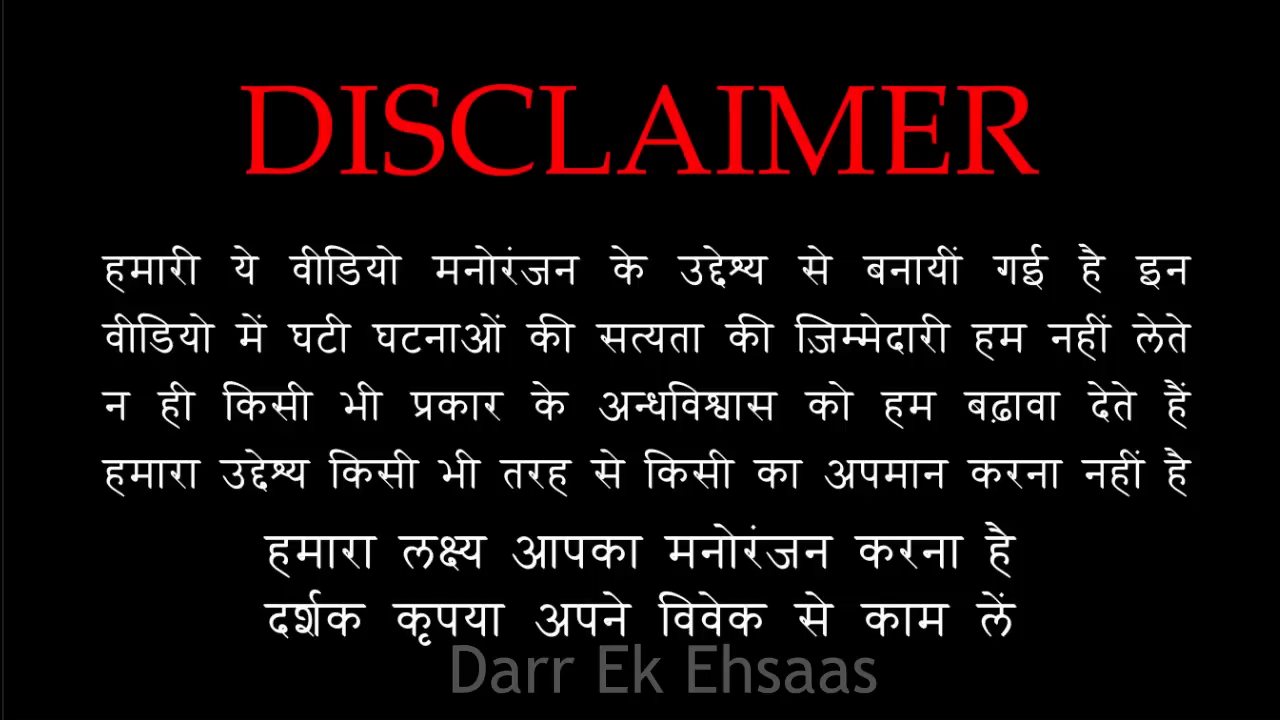 DISCLAIMER
हमारी ये वीडियो मनोरंजन के उद्देश्य से बनायीं गई है इन
वीडियो में घटी घटनाओं की सत्यता की ज़िम्मेदारी हम नहीं लेते
न ही किसी भी प्रकार के अन्धविश्वास को हम बढ़ावा देते हैं
हमारा उद्देश्य किसी भी तरह से किसी का अपमान करना नहीं है
हमारा लक्ष्य आपका मनोरंजन करना है
दर्शक कृपया अपने विवेक से काम लें
Darr Ek Ehsaas